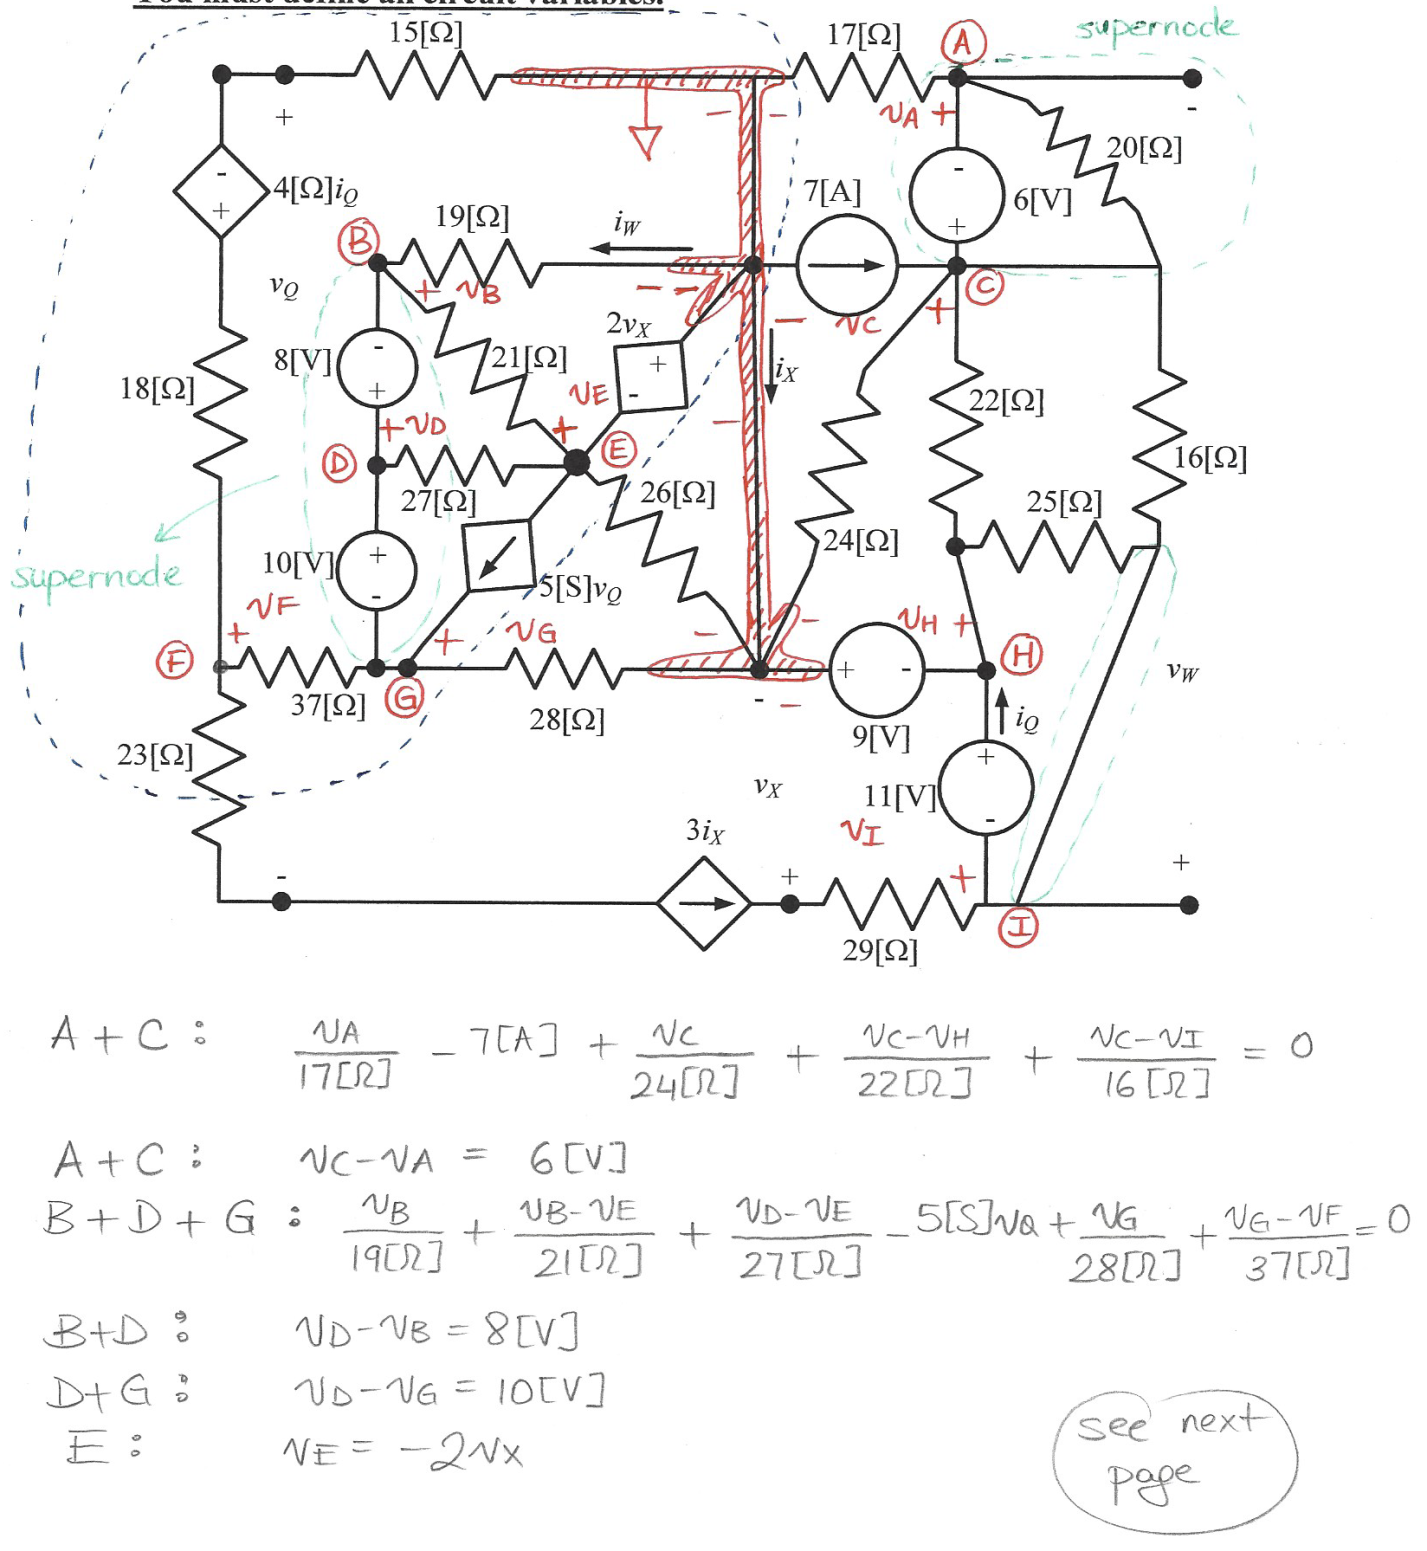 You must define all circuit variables.
supernode
15[Ω]
17[Ω]
A
+
vA +
-
- -
20[Ω]
-
4[Ω]iQ
+
7[A]
-
6[V]
+
19[Ω]
iW
B
vQ
+ vB
- -
-
vC
+
C
2vX
+
-
8[V]
-
+
21[Ω]
vE
+
E
iX
-
18[Ω]
22[Ω]
+ vD
D
27[Ω]
26[Ω]
16[Ω]
25[Ω]
24[Ω]
10[V]
+
-
5[S]vQ
supernode
vF
+
F
+
vG
-
vH +
H
37[Ω]
G
28[Ω]
-
-
+ -
9[V]
vW
iQ
23[Ω]
vX
11[V]
+
-
3iX
vI
+
-
+
+
29[Ω]
I
A + C : vA/17[Ω] - 7[A] + vC/24[Ω] + vC-vH/22[Ω] + vC-vI/16[Ω] = 0
A + C : vC-vA = 6[V]
B + D + G : vB/19[Ω] + vB-vE/21[Ω] + vD-vE/27[Ω] - 5[S]vQ + vG/28[Ω] + vG-vF/37[Ω] = 0
B+D : vD-vB = 8[V]
D+G : vD-vG = 10[V]
E : vE = -2vX
see next
page